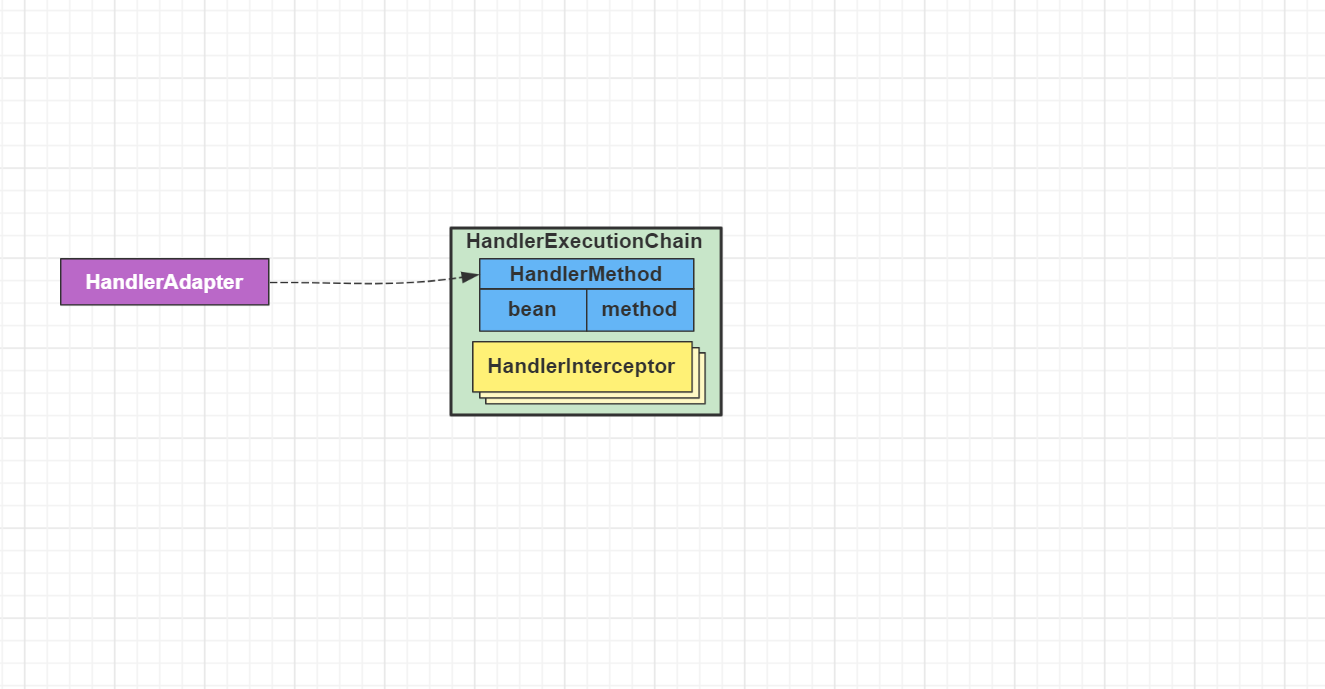 HandlerExecutionChain
HandlerAdapter
HandlerMethod
bean
method
HandlerInterceptor